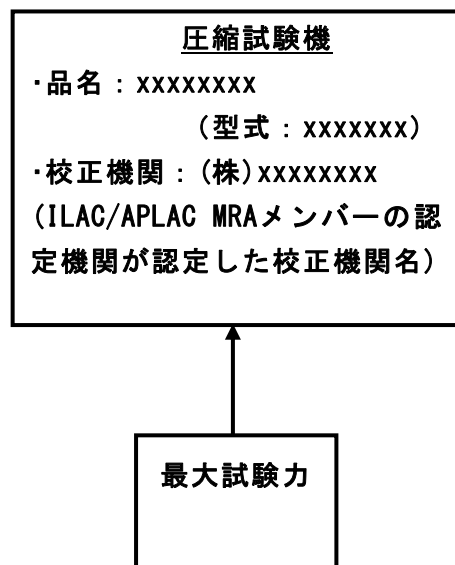 圧縮試験機
･品名：xxxxxxxx
（型式：xxxxxxx）
･校正機関：(株)xxxxxxxx
(ILAC/APLAC MRAメンバーの認
定機関が認定した校正機関名)
最大試験力